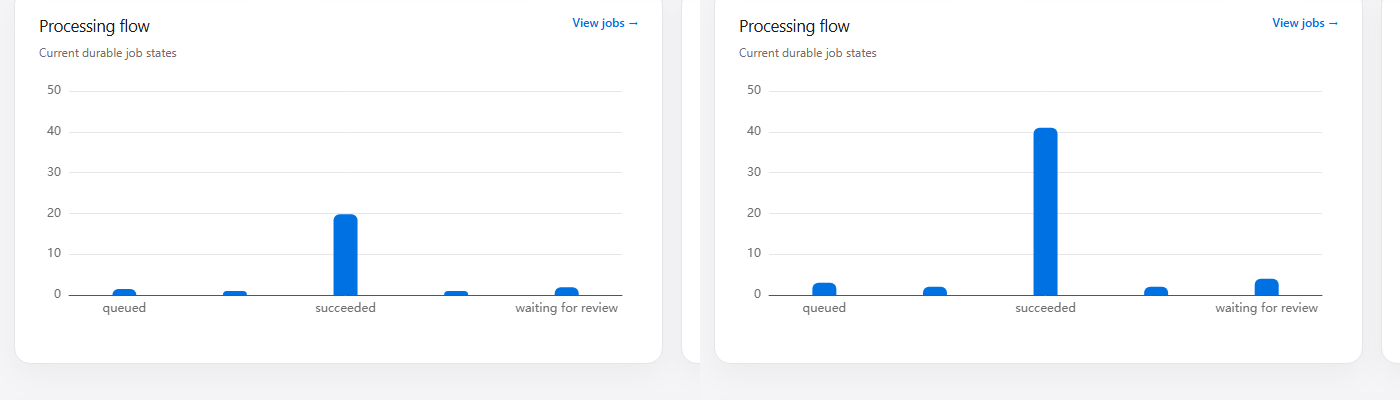 Processing flow
View jobs →
Current durable job states
50
40
30
20
10
0
queued
succeeded
waiting for review
Processing flow
View jobs →
Current durable job states
50
40
30
20
10
0
queued
succeeded
waiting for review